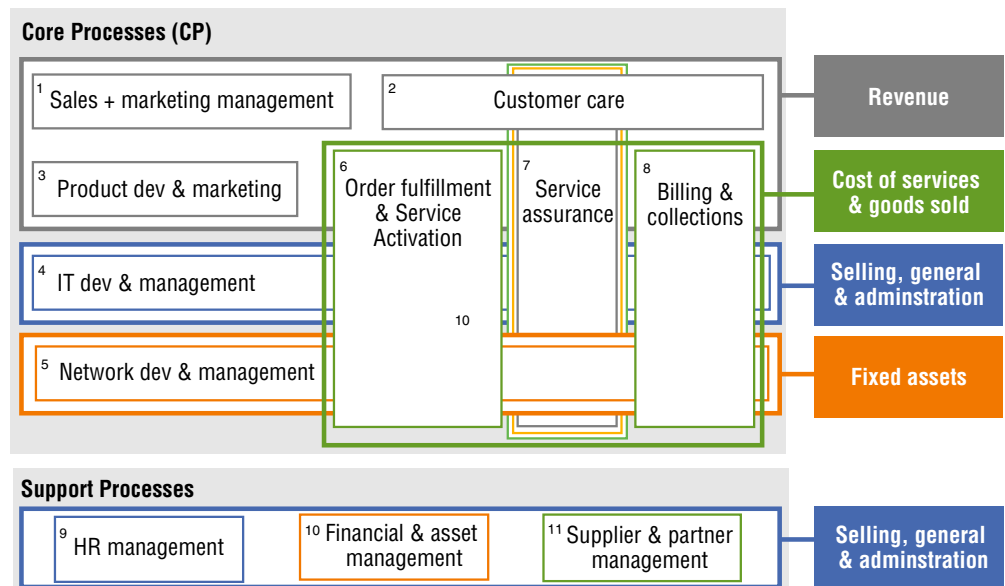 Core Processes (CP)
1 Sales + marketing management
2 Customer care
Revenue
3 Product dev & marketing
6 Order fulfillment
& Service
Activation
7 Service
assurance
8 Billing &
collections
Cost of services
& goods sold
4 IT dev & management
Selling, general
& adminstration
10
5 Network dev & management
Fixed assets
Support Processes
9 HR management
10 Financial & asset
management
11 Supplier & partner
management
Selling, general
& adminstration